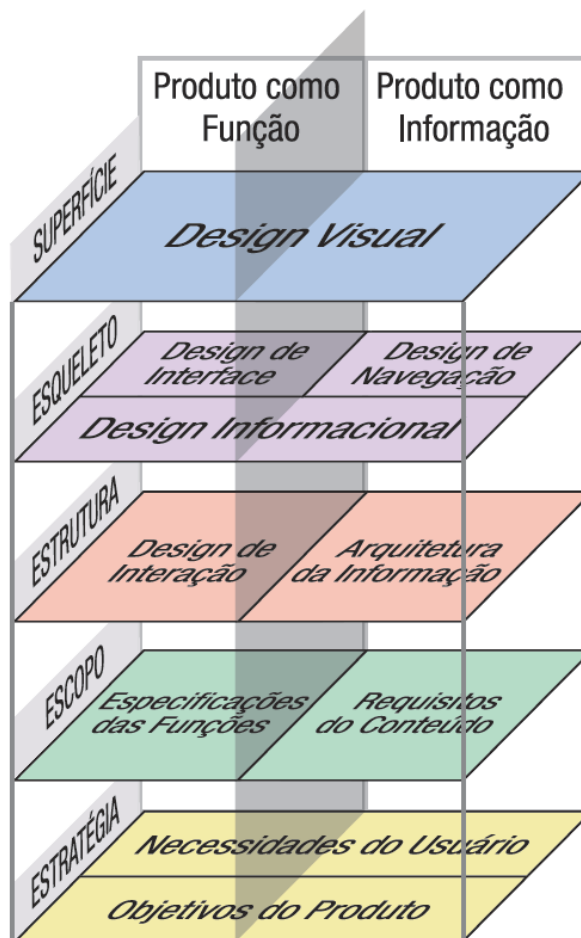 Produto como
Função
Produto como
Informação
SUPERFÍCIE
Design Visual
ESQUELETO
Design de
Interface
Design de
Navegação
Design Informacional
ESTRUTURA
Design de
Interação
Arquitetura
da Informação
ESCOPO
Especificações
das Funções
Requisitos
do Conteúdo
ESTRATÉGIA
Necessidades do Usuário
Objetivos do Produto